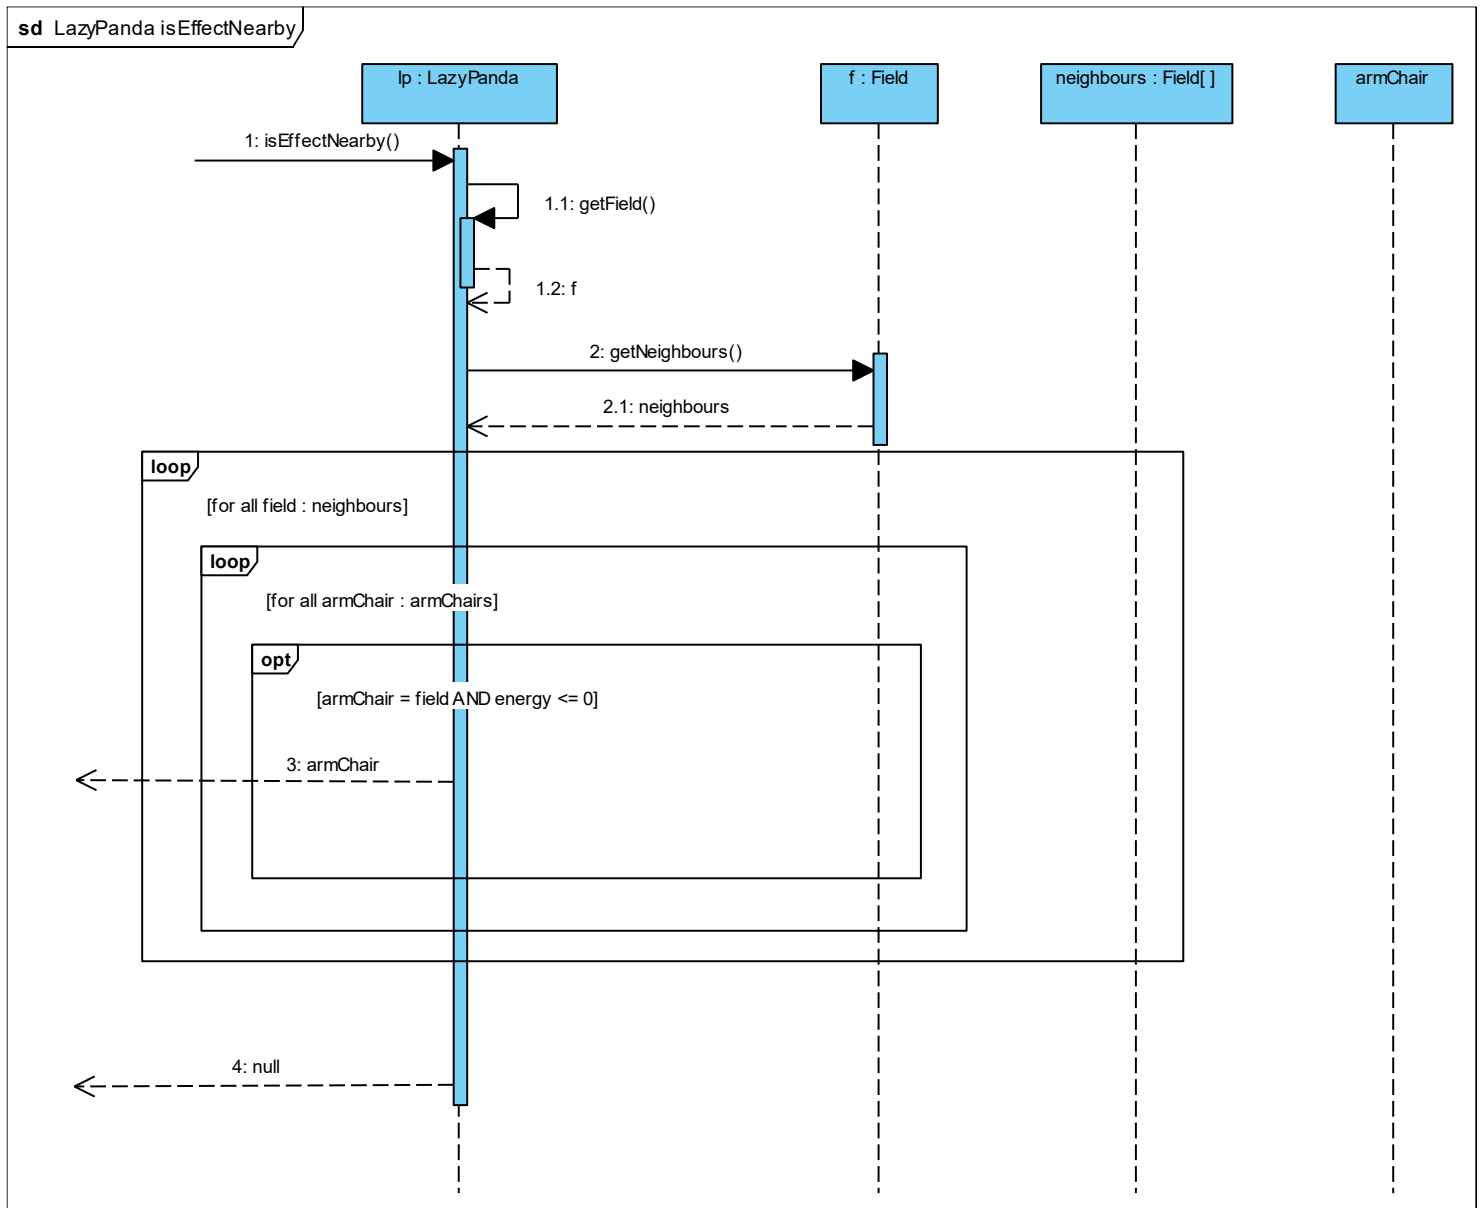 sd LazyPanda isEffectNearby
lp : LazyPanda
f : Field
neighbours : Field[ ]
armChair
1: isEffectNearby()
1.1: getField()
1.2: f
2: getNeighbours()
2.1: neighbours
loop
[for all field : neighbours]
loop
[for all armChair : armChairs]
opt
[armChair = field AND energy <= 0]
3: armChair
4: null